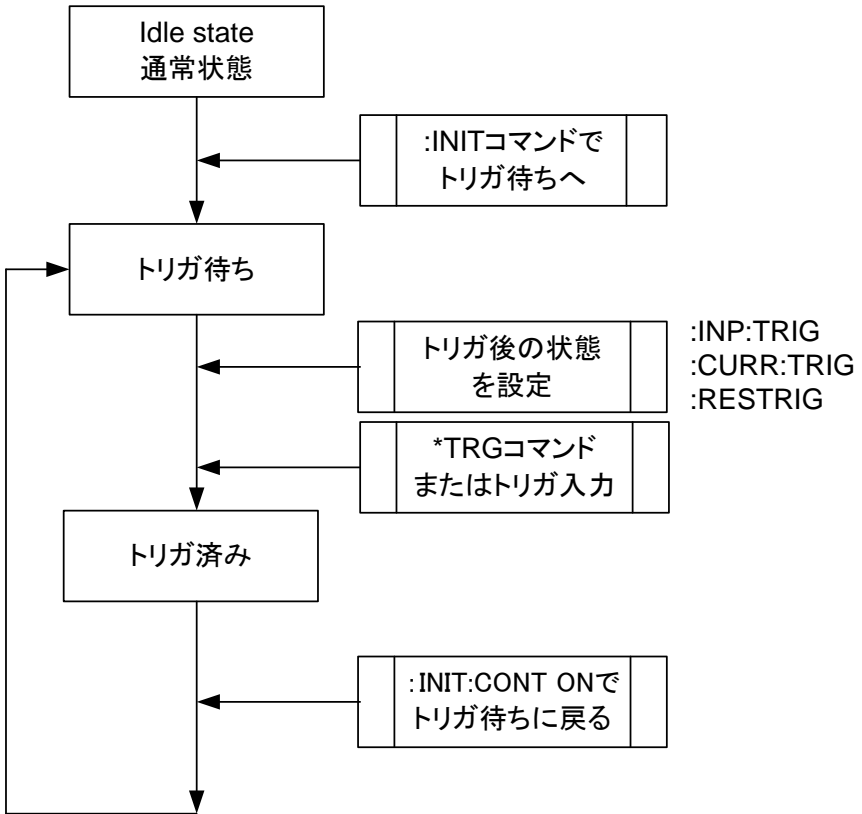 Idle state
通常状態
:INITコマンドで
トリガ待ちへ
トリガ待ち
トリガ後の状態
を設定
:INP:TRIG
:CURR:TRIG
:RESTRIG
*TRGコマンド
またはトリガ入力
トリガ済み
:INIT:CONT ONで
トリガ待ちに戻る